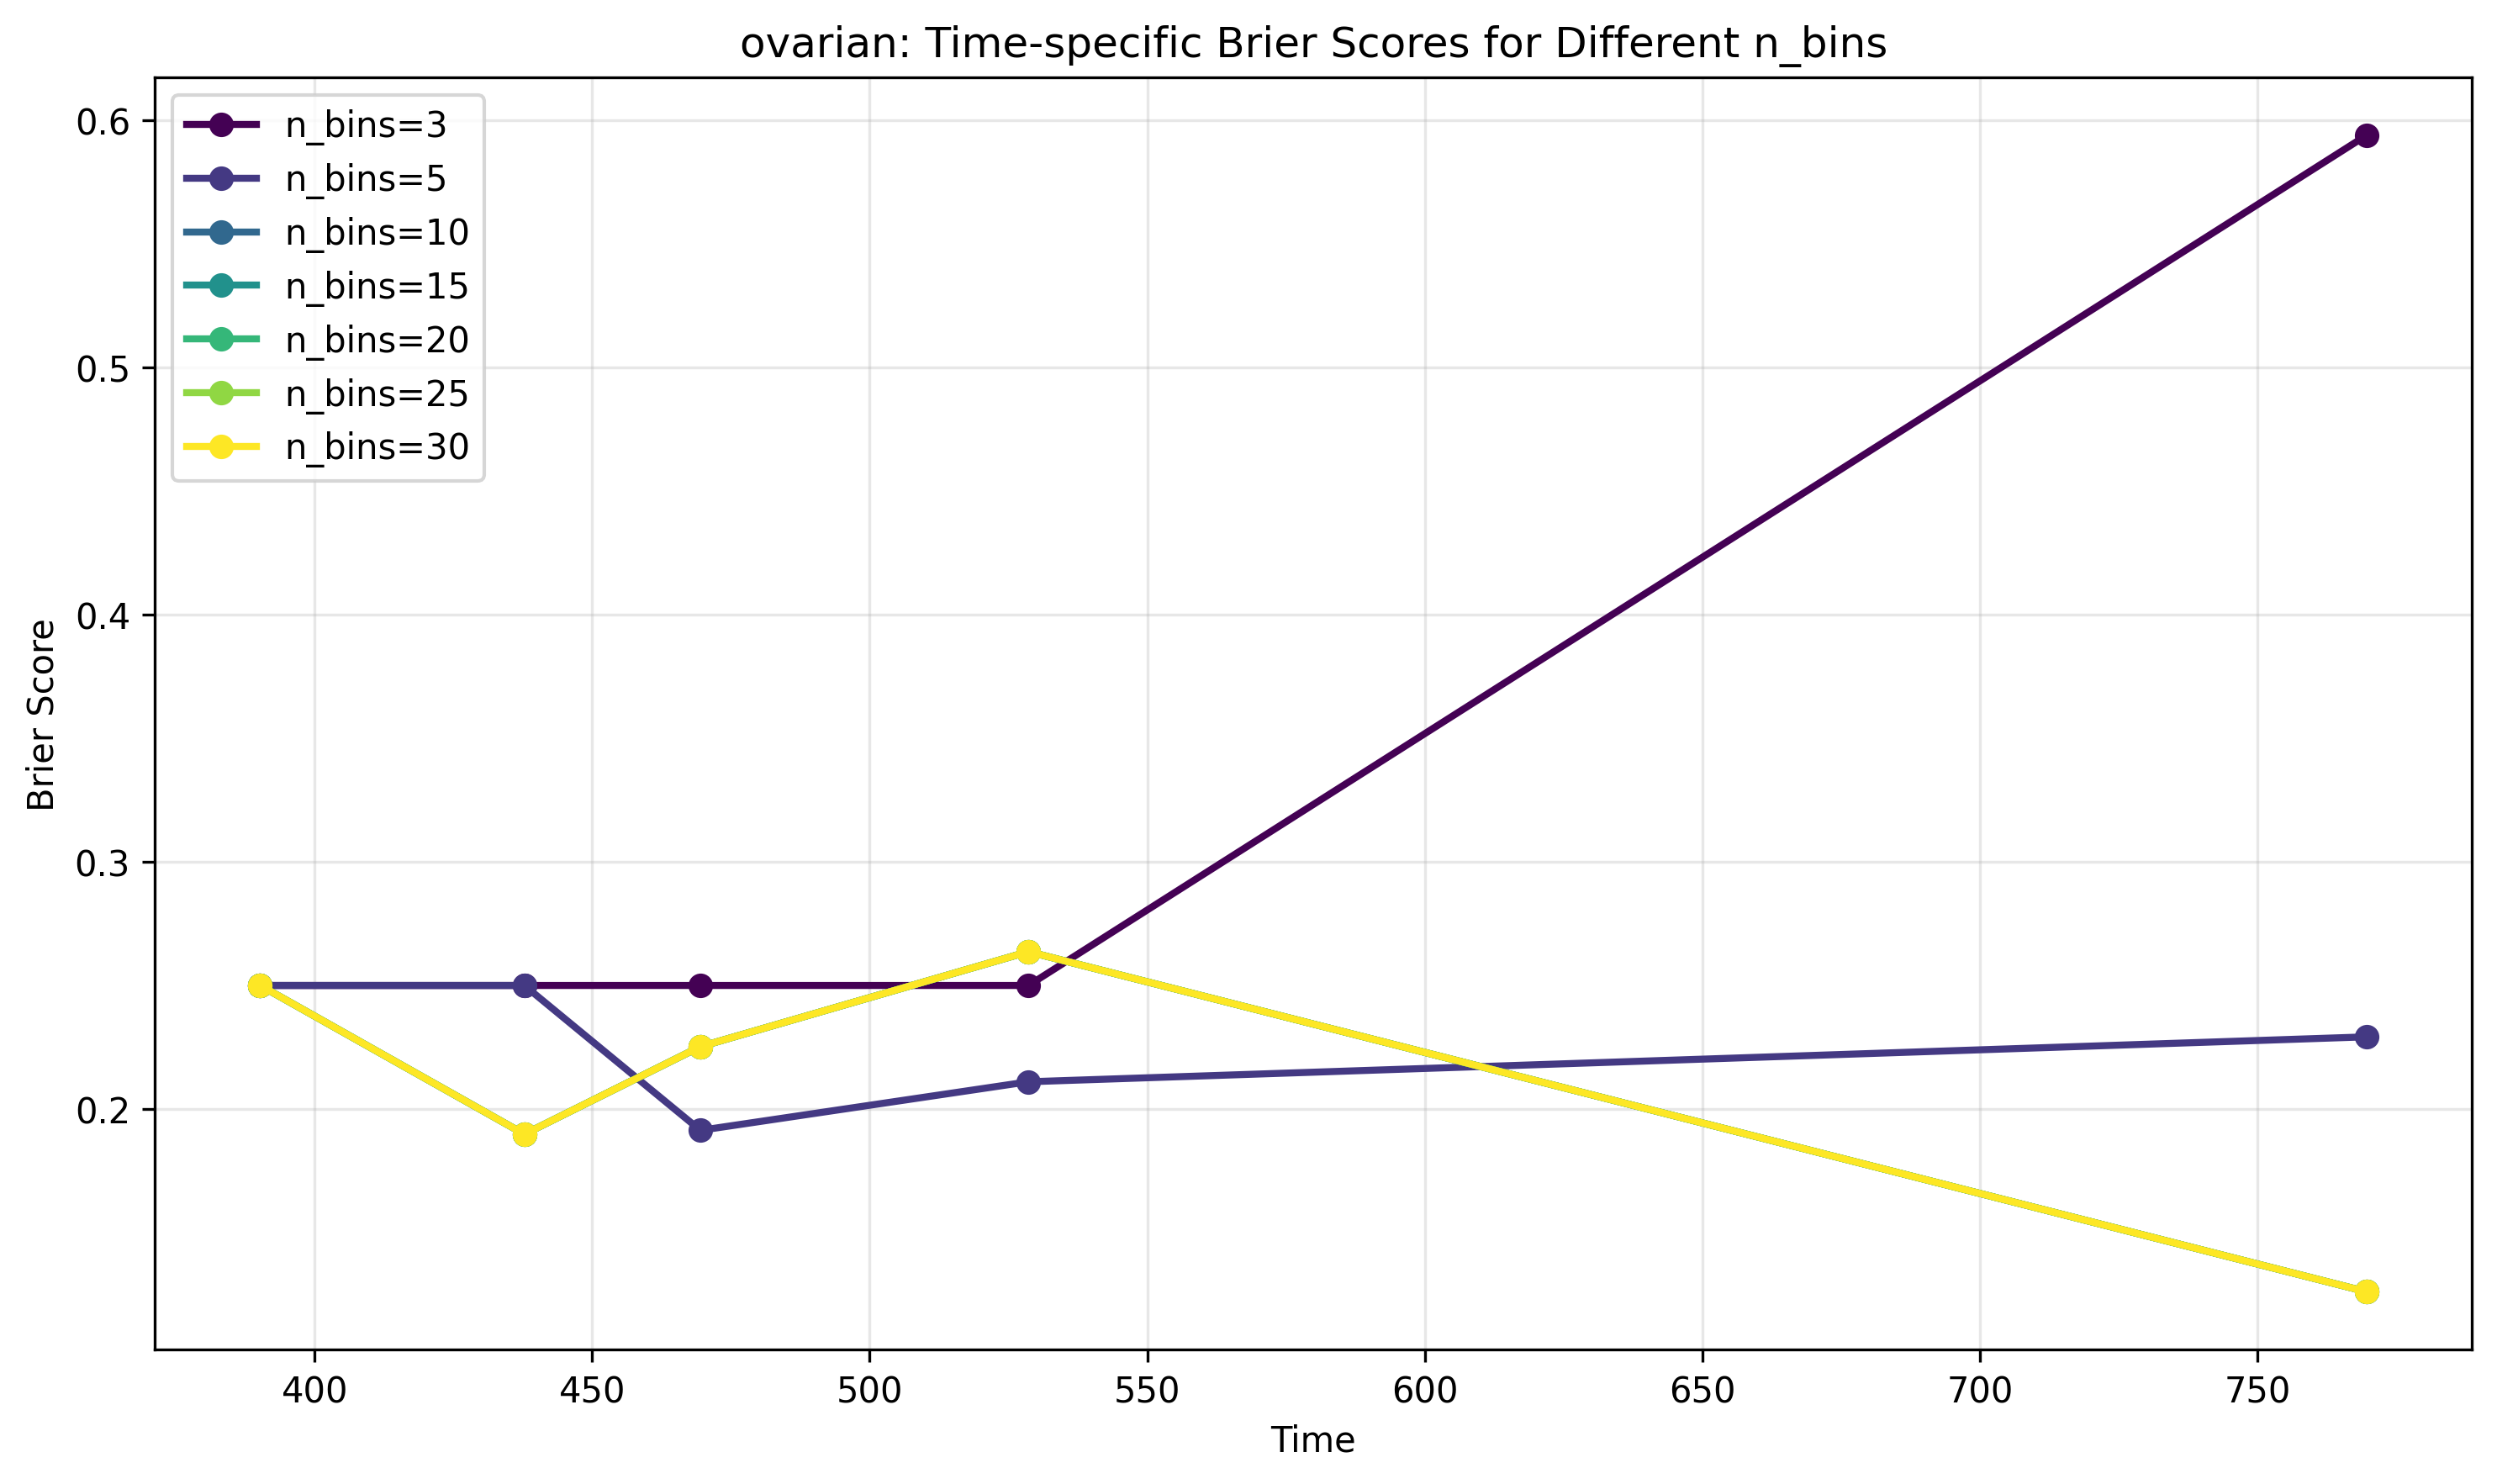 ovarian: Time-specific Brier Scores for Different n_bins
n_bins=3
n_bins=5
n_bins=10
n_bins=15
n_bins=20
n_bins=25
n_bins=30
0.6
0.5
0.4
0.3
0.2
Brier Score
400 450 500 550 600 650 700 750
Time